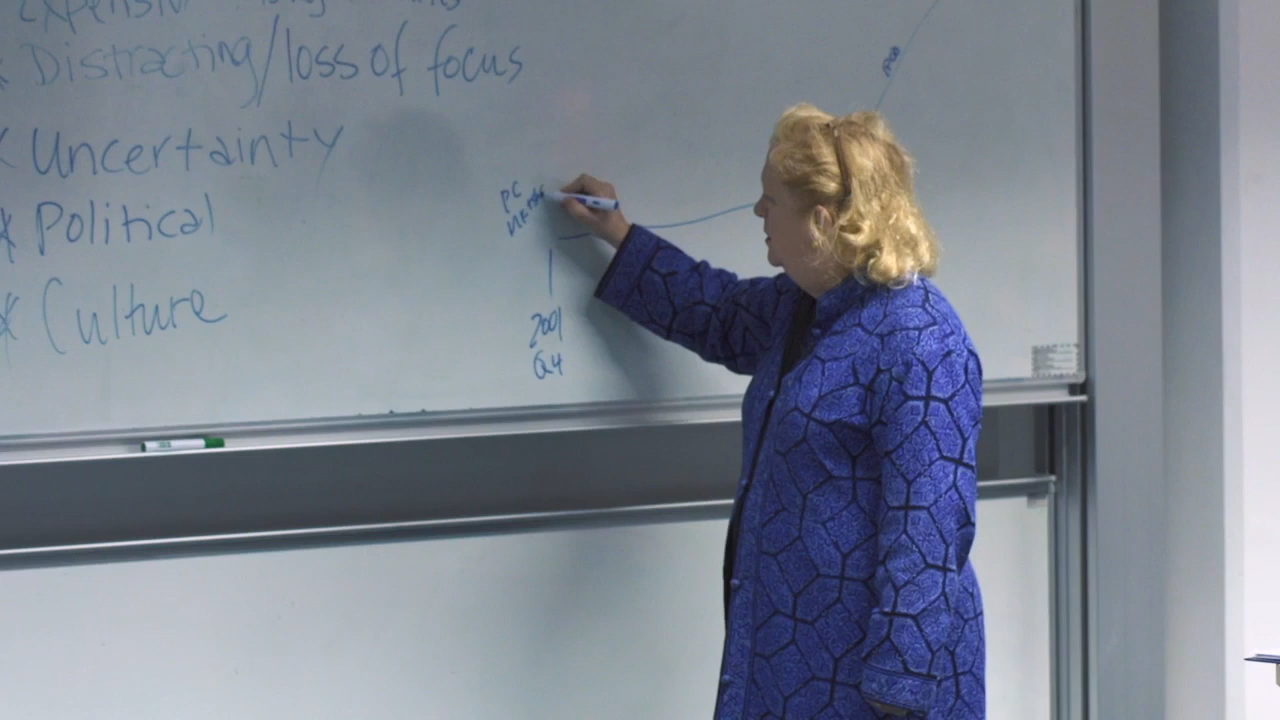 * Distracting/loss of focus
* Uncertainty
* Political
* Culture
PC
2001
Q4